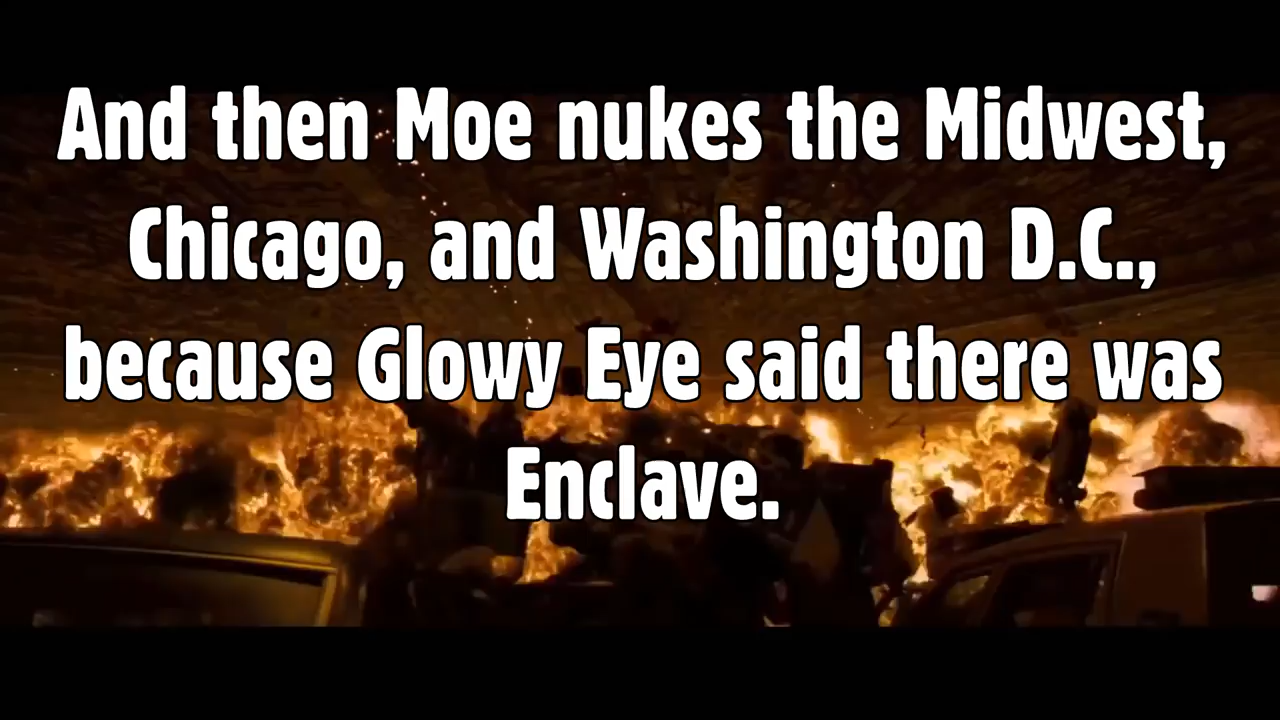 And then Moe nukes the Midwest,
Chicago, and Washington D.C.,
because Glowy Eye said there was
Enclave.